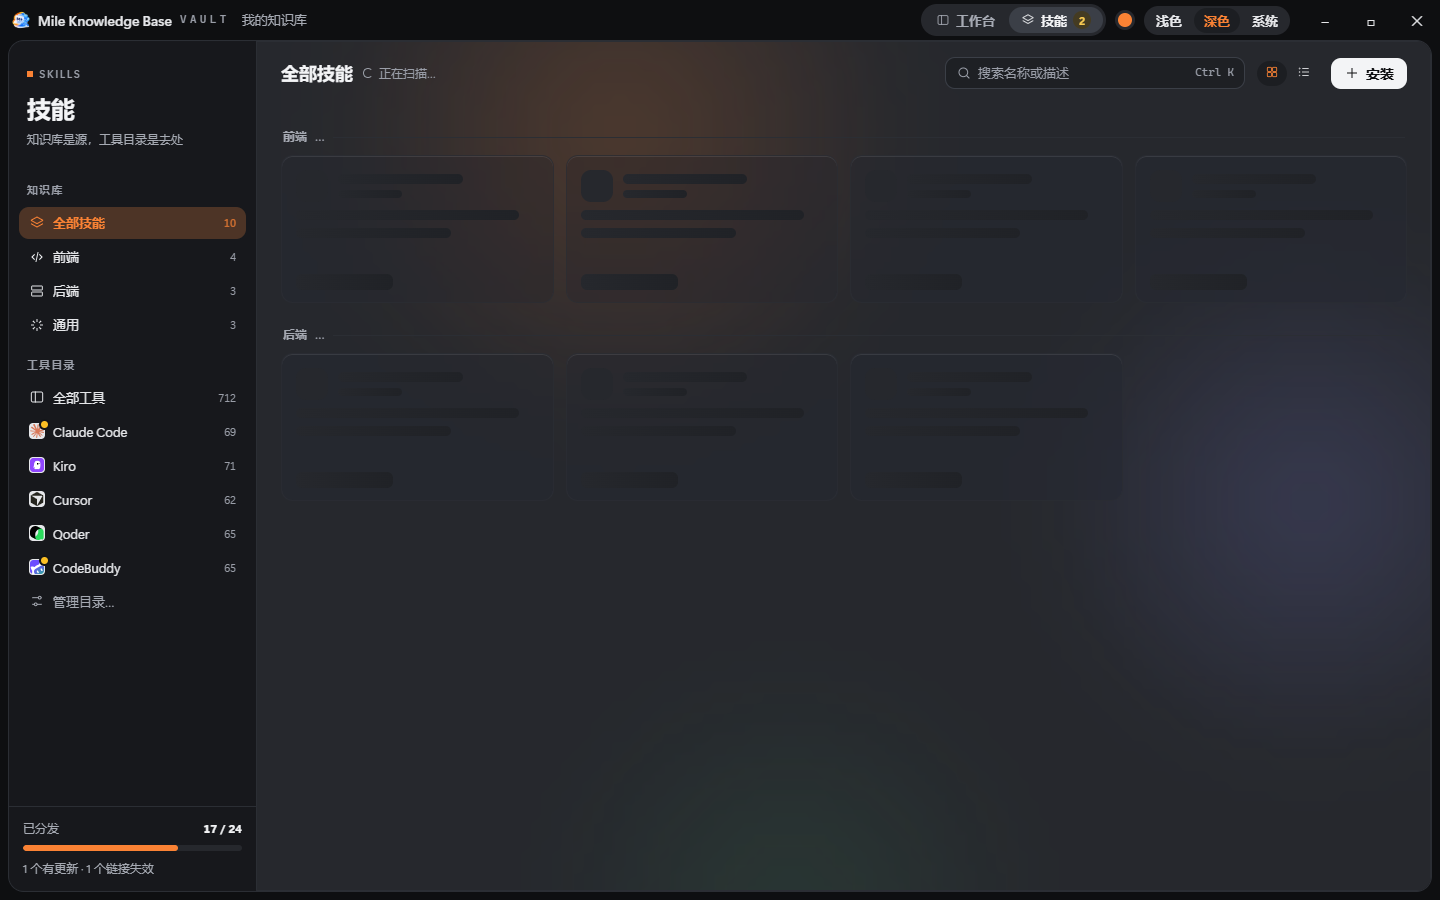 Mile Knowledge Base VAULT 我的知识库
工作台 技能 2 浅色 深色 系统
SKILLS
技能
知识库是源，工具目录是去处
知识库
全部技能 10
前端 4
后端 3
通用 3
工具目录
全部工具 712
Claude Code 69
Kiro 71
Cursor 62
Qoder 65
CodeBuddy 65
管理目录...
已分发 17 / 24
1 个有更新 · 1 个链接失效
全部技能 正在扫描...
搜索名称或描述 Ctrl K
安装
前端 ...
后端 ...